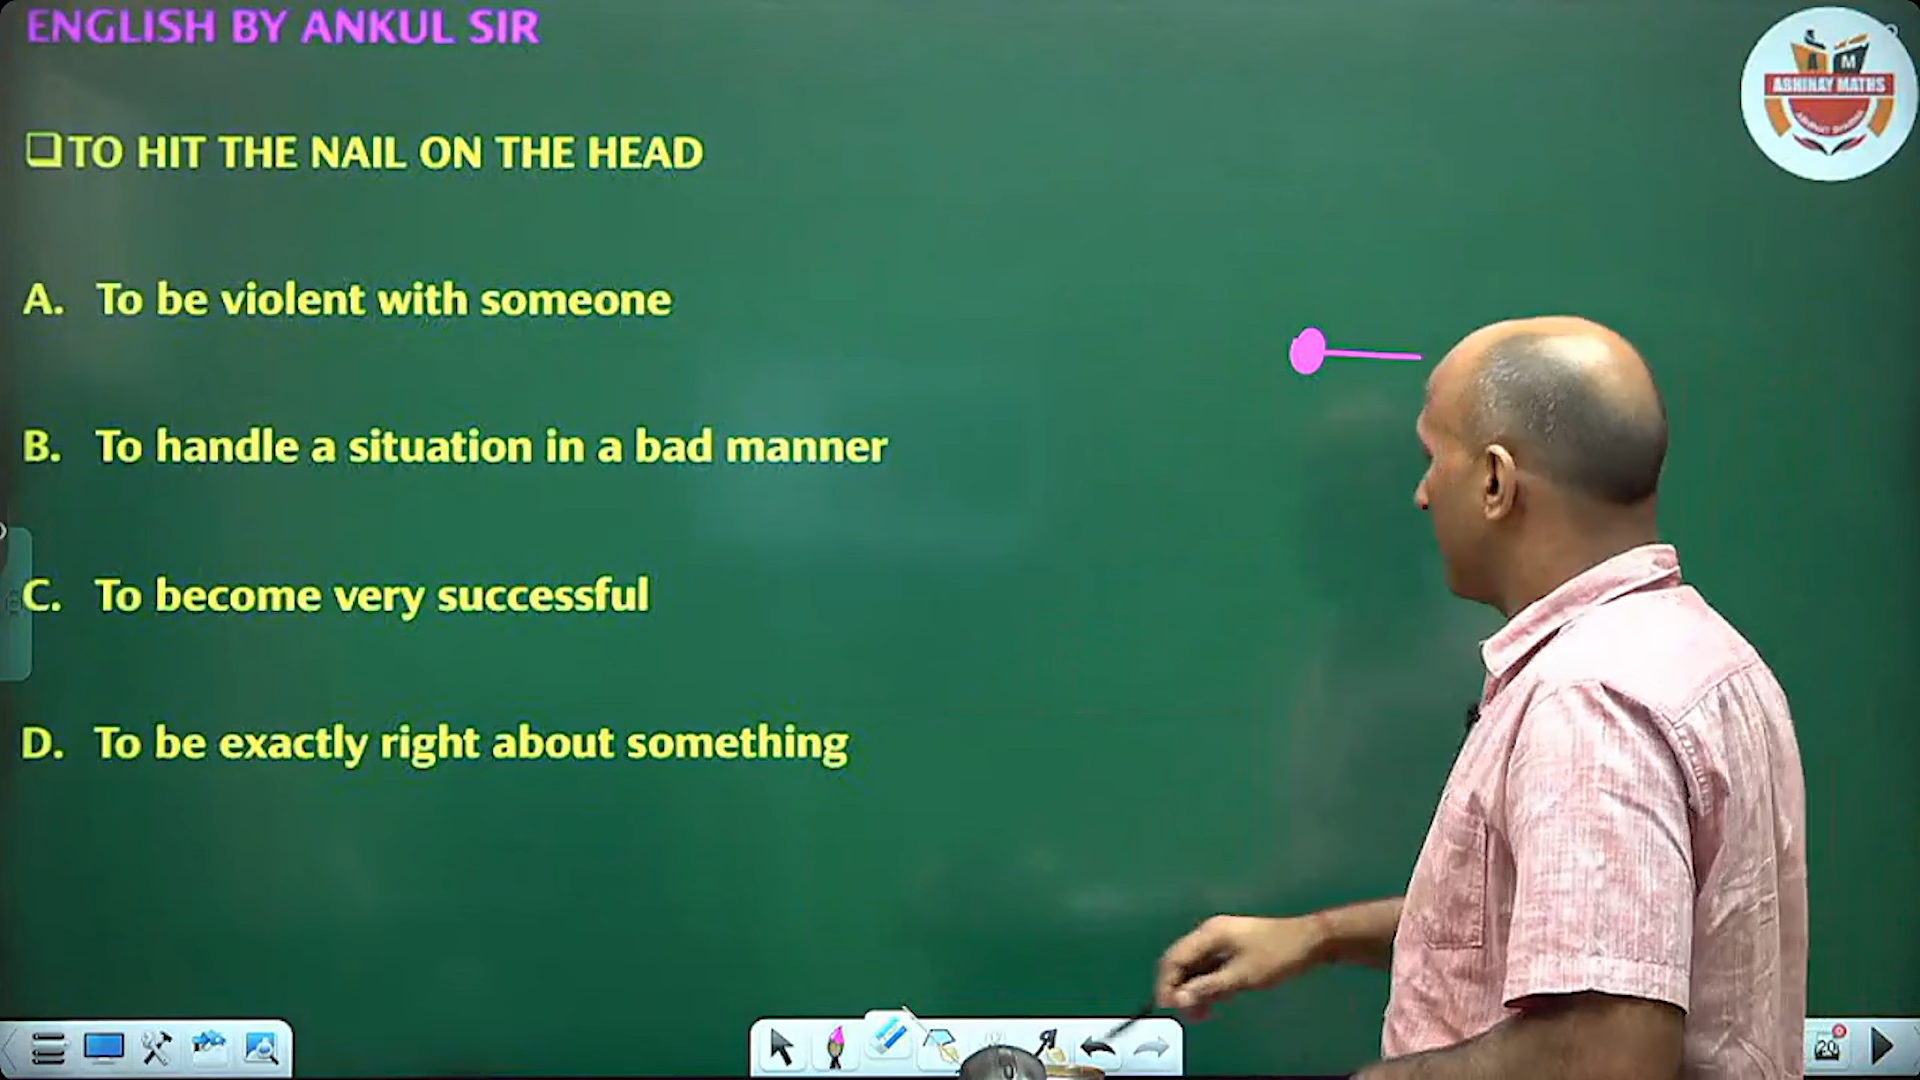 ENGLISH BY ANKUL SIR
A M
ABHINAY MATHS
TO HIT THE NAIL ON THE HEAD
A. To be violent with someone
B. To handle a situation in a bad manner
C. To become very successful
D. To be exactly right about something
20